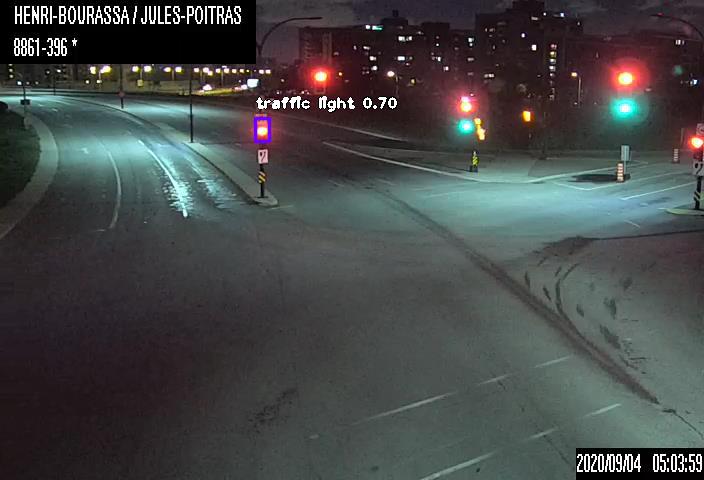 HENRI-BOURASSA / JULES-POITRAS
8861-396 *
traffic light 0.70
2020/09/04 05:03:59